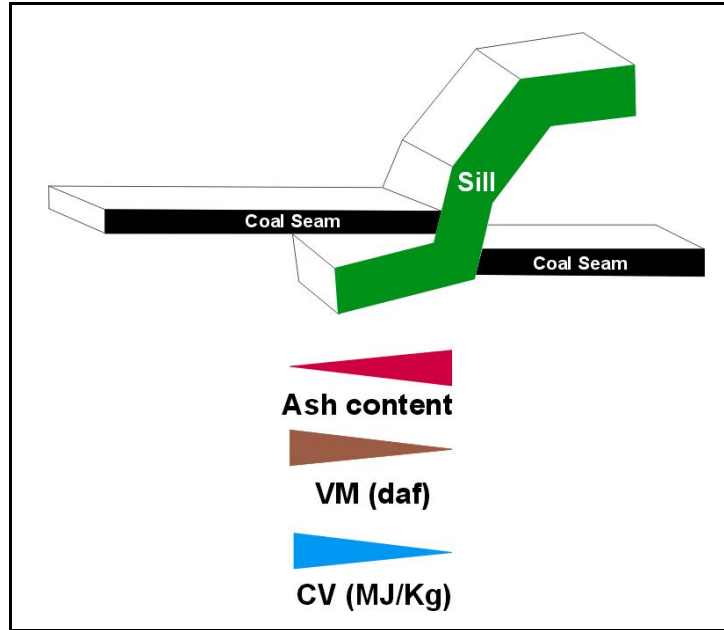 Sill
Coal Seam
Coal Seam
Ash content
VM (daf)
CV (MJ/Kg)